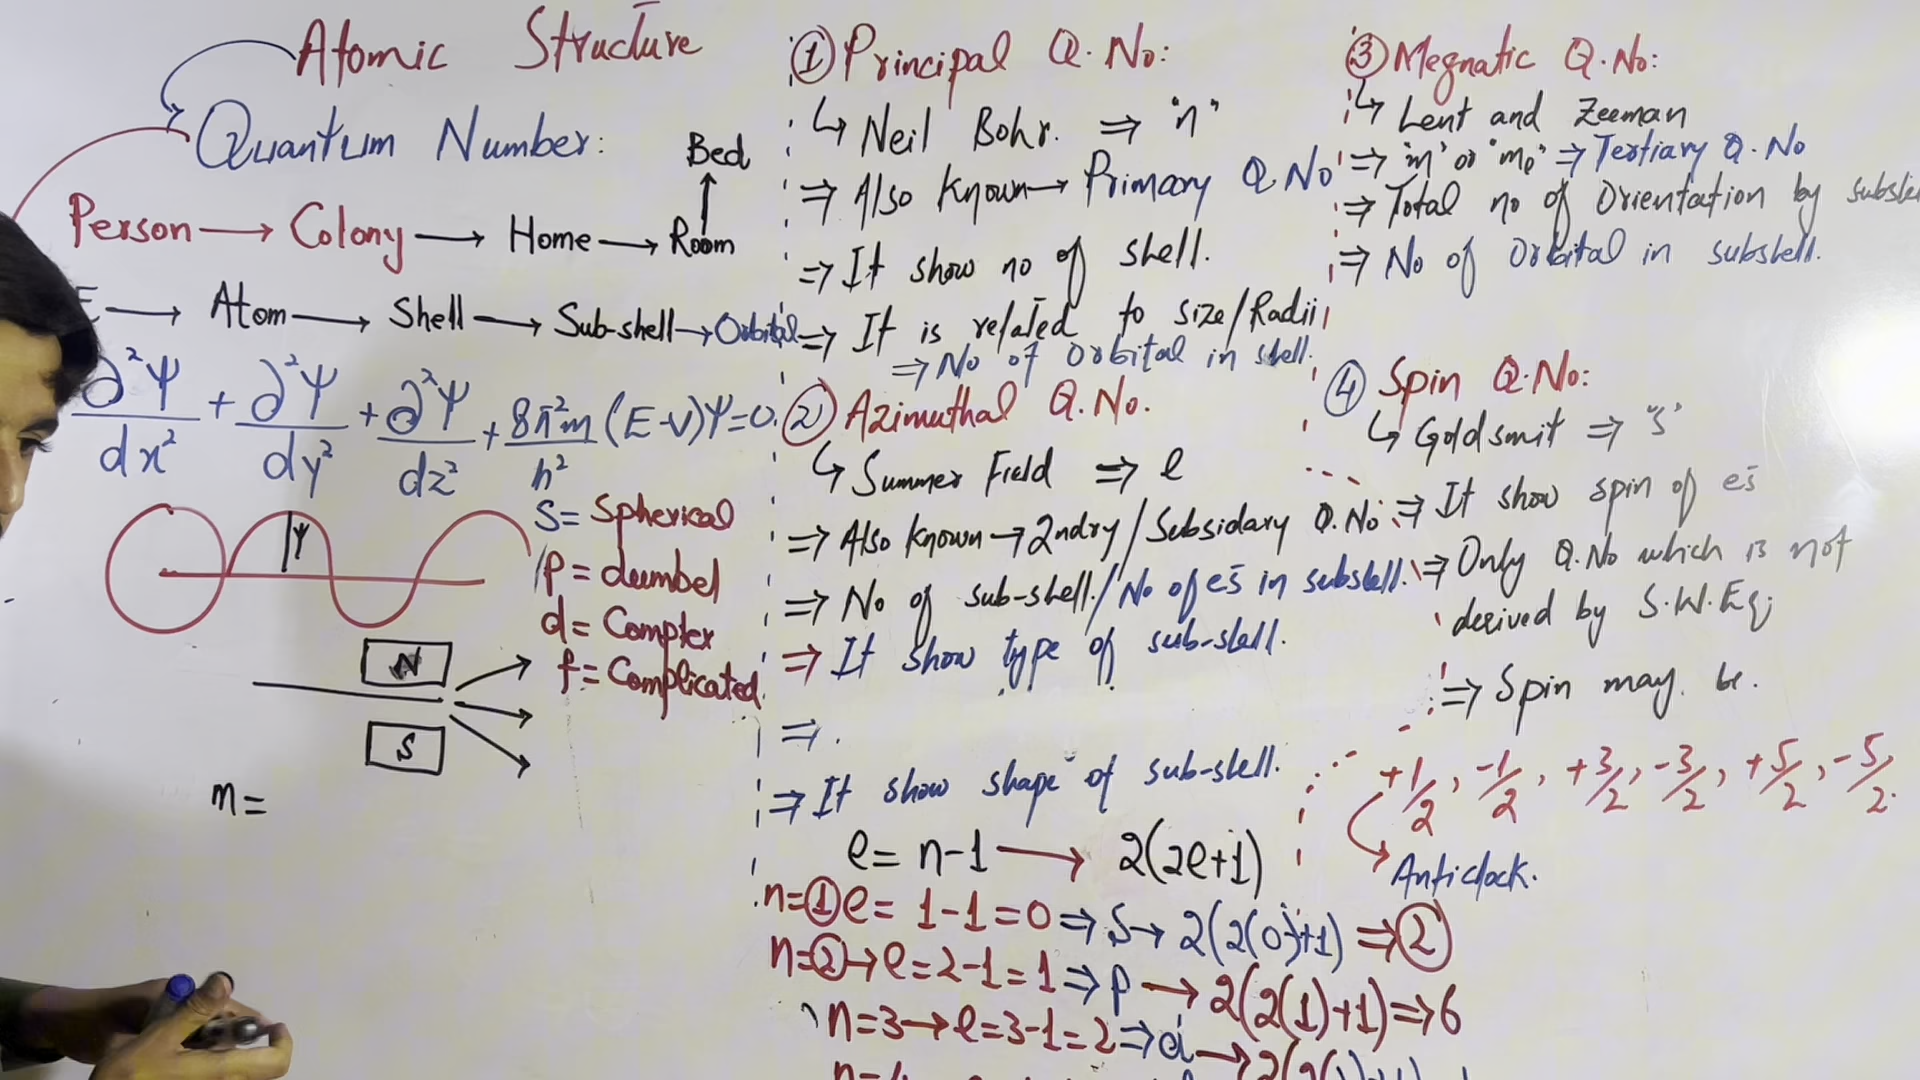 Atomic Structure
Quantum Number:
Bed
Person → Colony → Home → Room
→ Atom → Shell → Sub-shell → Orbital
∂²Ψ/dx² + ∂²Ψ/dy² + ∂²Ψ/dz² + 8π²m/h² (E-V)Ψ=0.
Ψ
S= Spherical
P= dumbel
d= Complex
f= Complicated
N
S
m=
① Principal Q.No:
↳ Neil Bohr. ⇒ "n"
⇒ Also Known → Primary Q.No
⇒ It show no of shell.
⇒ It is related to size/Radii
⇒ No of Orbital in shell.
② Azimuthal Q.No.
↳ Summer Field ⇒ e
⇒ Also Known → 2ndry/Subsidary Q.No
⇒ No of sub-shell./No of es in subshell.
⇒ It show type of sub-shell.
⇒ .
⇒ It show shape of sub-shell.
e= n-1 → 2(2e+1)
n=① e= 1-1=0 ⇒ S → 2(2(0)+1) ⇒ ②
n=② → e=2-1=1 ⇒ P → 2(2(1)+1) ⇒ 6
n=3 → e=3-1=2 ⇒ d →
③ Megnatic Q.No:
↳ Lent and Zeeman
⇒ "m" or "me" ⇒ Tertiary Q.No
⇒ Total no of Orientation by
⇒ No of Orbital in subshell.
④ Spin Q.No:
↳ Goldsmit ⇒ "S"
⇒ It show spin of es
⇒ Only Q.No which is not
derived by S.W.Eq;
⇒ Spin may be.
+1/2, -1/2, +3/2, -3/2, +5/2, -5/2.
Anticlock.